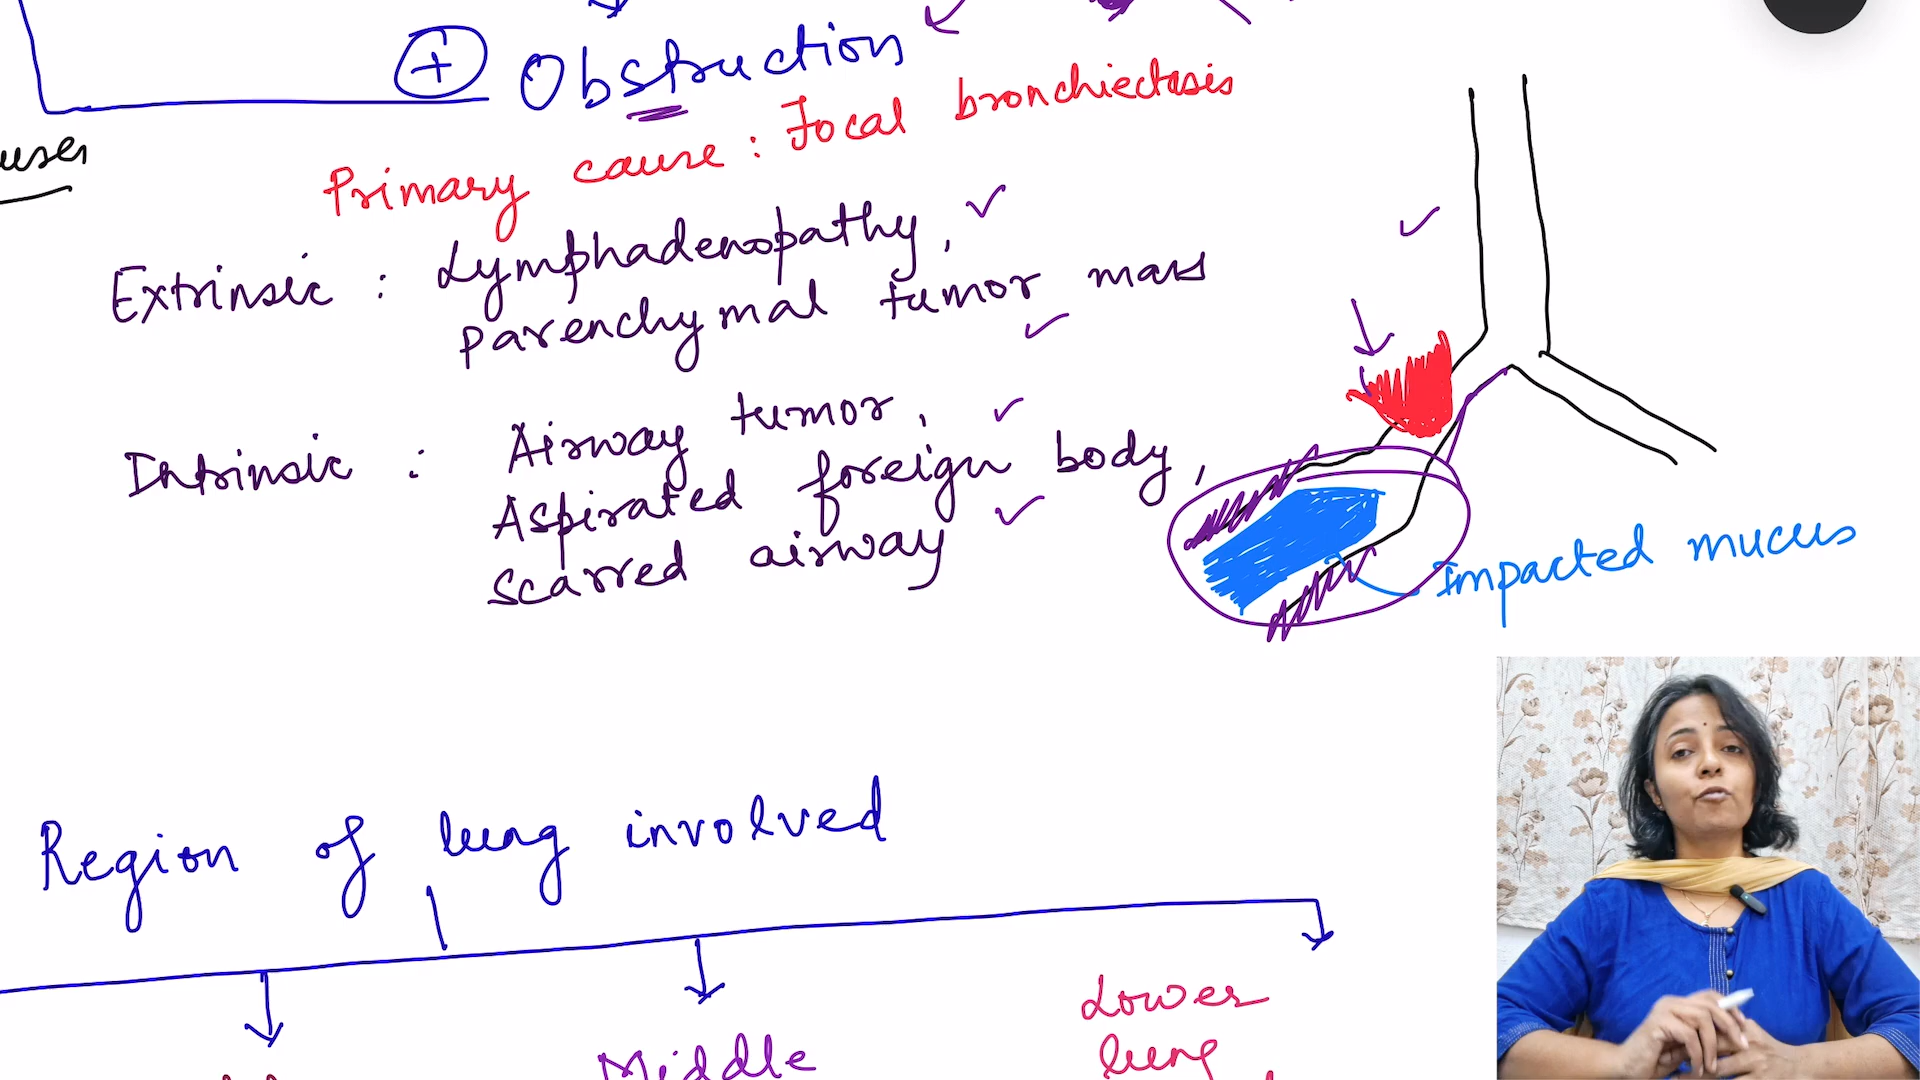 + Obstruction
Primary cause : Focal bronchiectasis
Extrinsic : Lymphadenopathy,
parenchymal tumor mass
Intrinsic : Airway tumor,
Aspirated foreign body,
scarred airway
Impacted mucus
Region of lung involved
Middle
Lower
lung